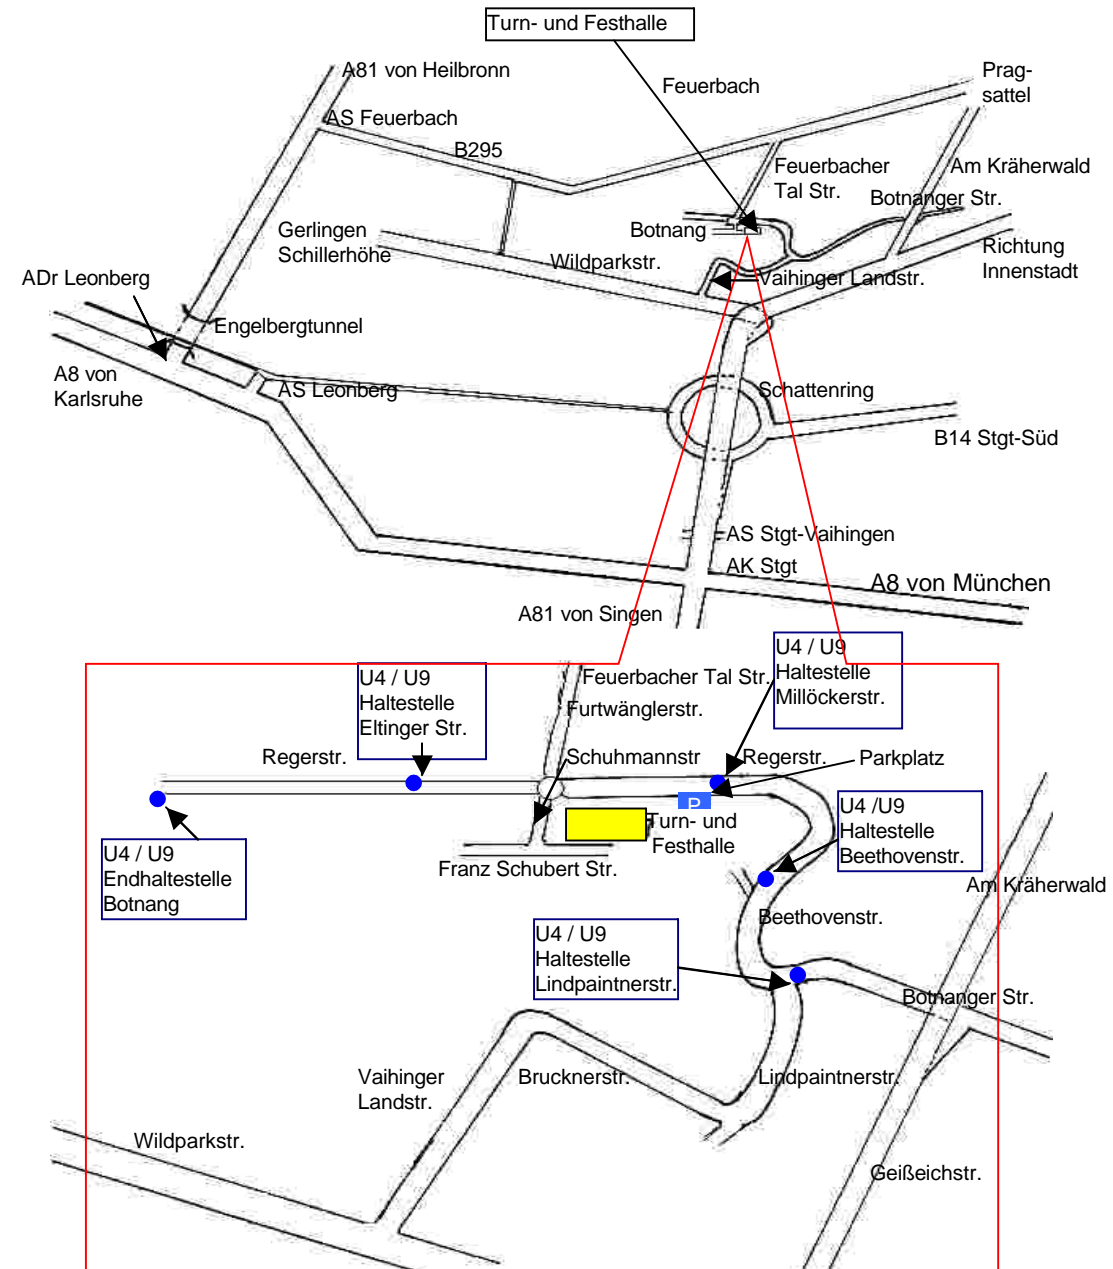 Turn- und Festhalle
A81 von Heilbronn
Feuerbach
Prag-
sattel
AS Feuerbach
B295
Feuerbacher
Tal Str.
Am Kräherwald
Botnanger Str.
Gerlingen
Schillerhöhe
Botnang
Richtung
Innenstadt
Wildparkstr.
Vaihinger Landstr.
ADr Leonberg
Engelbergtunnel
A8 von
Karlsruhe
AS Leonberg
Schattenring
B14 Stgt-Süd
AS Stgt-Vaihingen
AK Stgt
A8 von München
A81 von Singen
U4 / U9
Haltestelle
Eltinger Str.
Feuerbacher Tal Str.
Furtwänglerstr.
U4 / U9
Haltestelle
Millöckerstr.
Regerstr.
Schuhmannstr
Regerstr.
Parkplatz
P
U4 /U9
Haltestelle
Beethovenstr.
Turn- und
Festhalle
U4 / U9
Endhaltestelle
Botnang
Franz Schubert Str.
Am Kräherwald
Beethovenstr.
U4 / U9
Haltestelle
Lindpaintnerstr.
Botnanger Str.
Vaihinger
Landstr.
Brucknerstr.
Lindpaintnerstr.
Wildparkstr.
Geißeichstr.